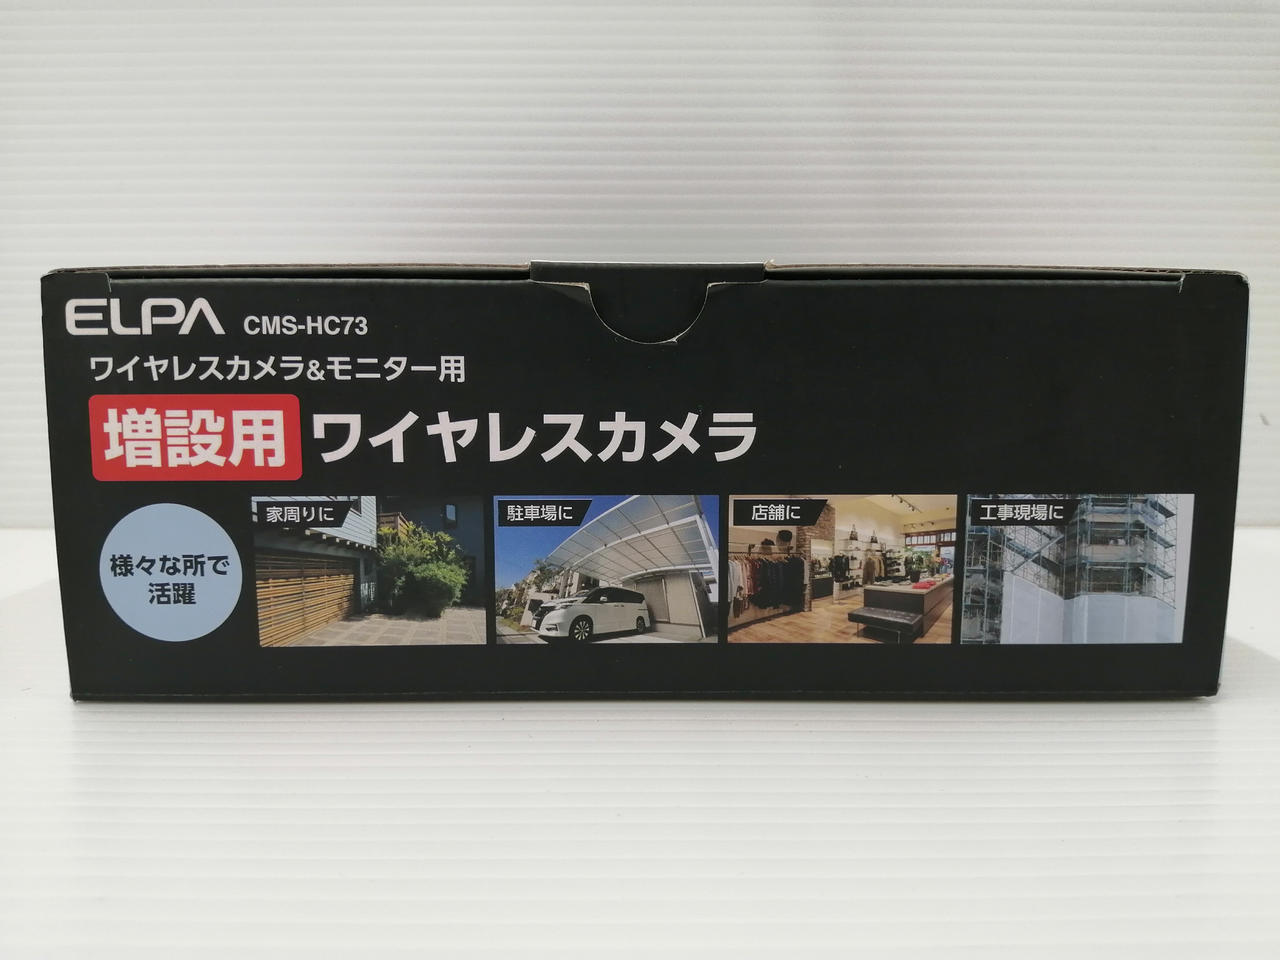 ELPA CMS-HC73
ワイヤレスカメラ&モニター用
増設用 ワイヤレスカメラ
様々な所で
活躍
家周りに
駐車場に
店舗に
工事現場に